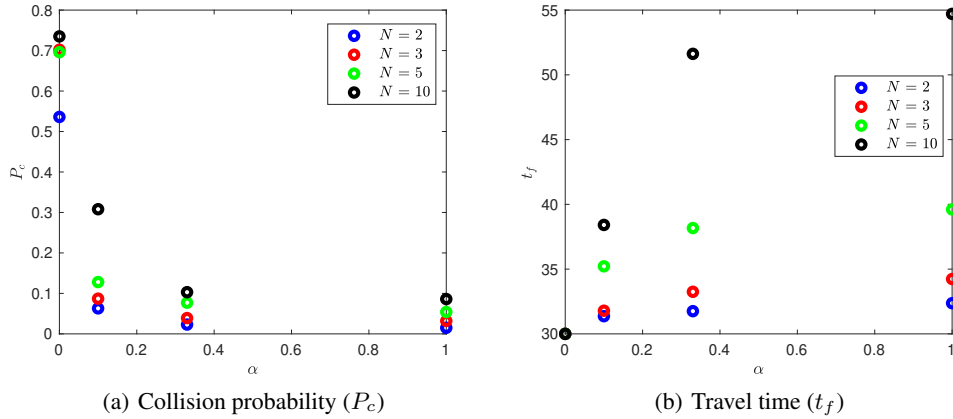 0.8
0.7
0.6
0.5
0.4
0.3
0.2
0.1
0
P_c
0 0.2 0.4 0.6 0.8 1
α
N = 2
N = 3
N = 5
N = 10
(a) Collision probability (P_c)
55
50
45
40
35
30
t_f
0 0.2 0.4 0.6 0.8 1
α
N = 2
N = 3
N = 5
N = 10
(b) Travel time (t_f)